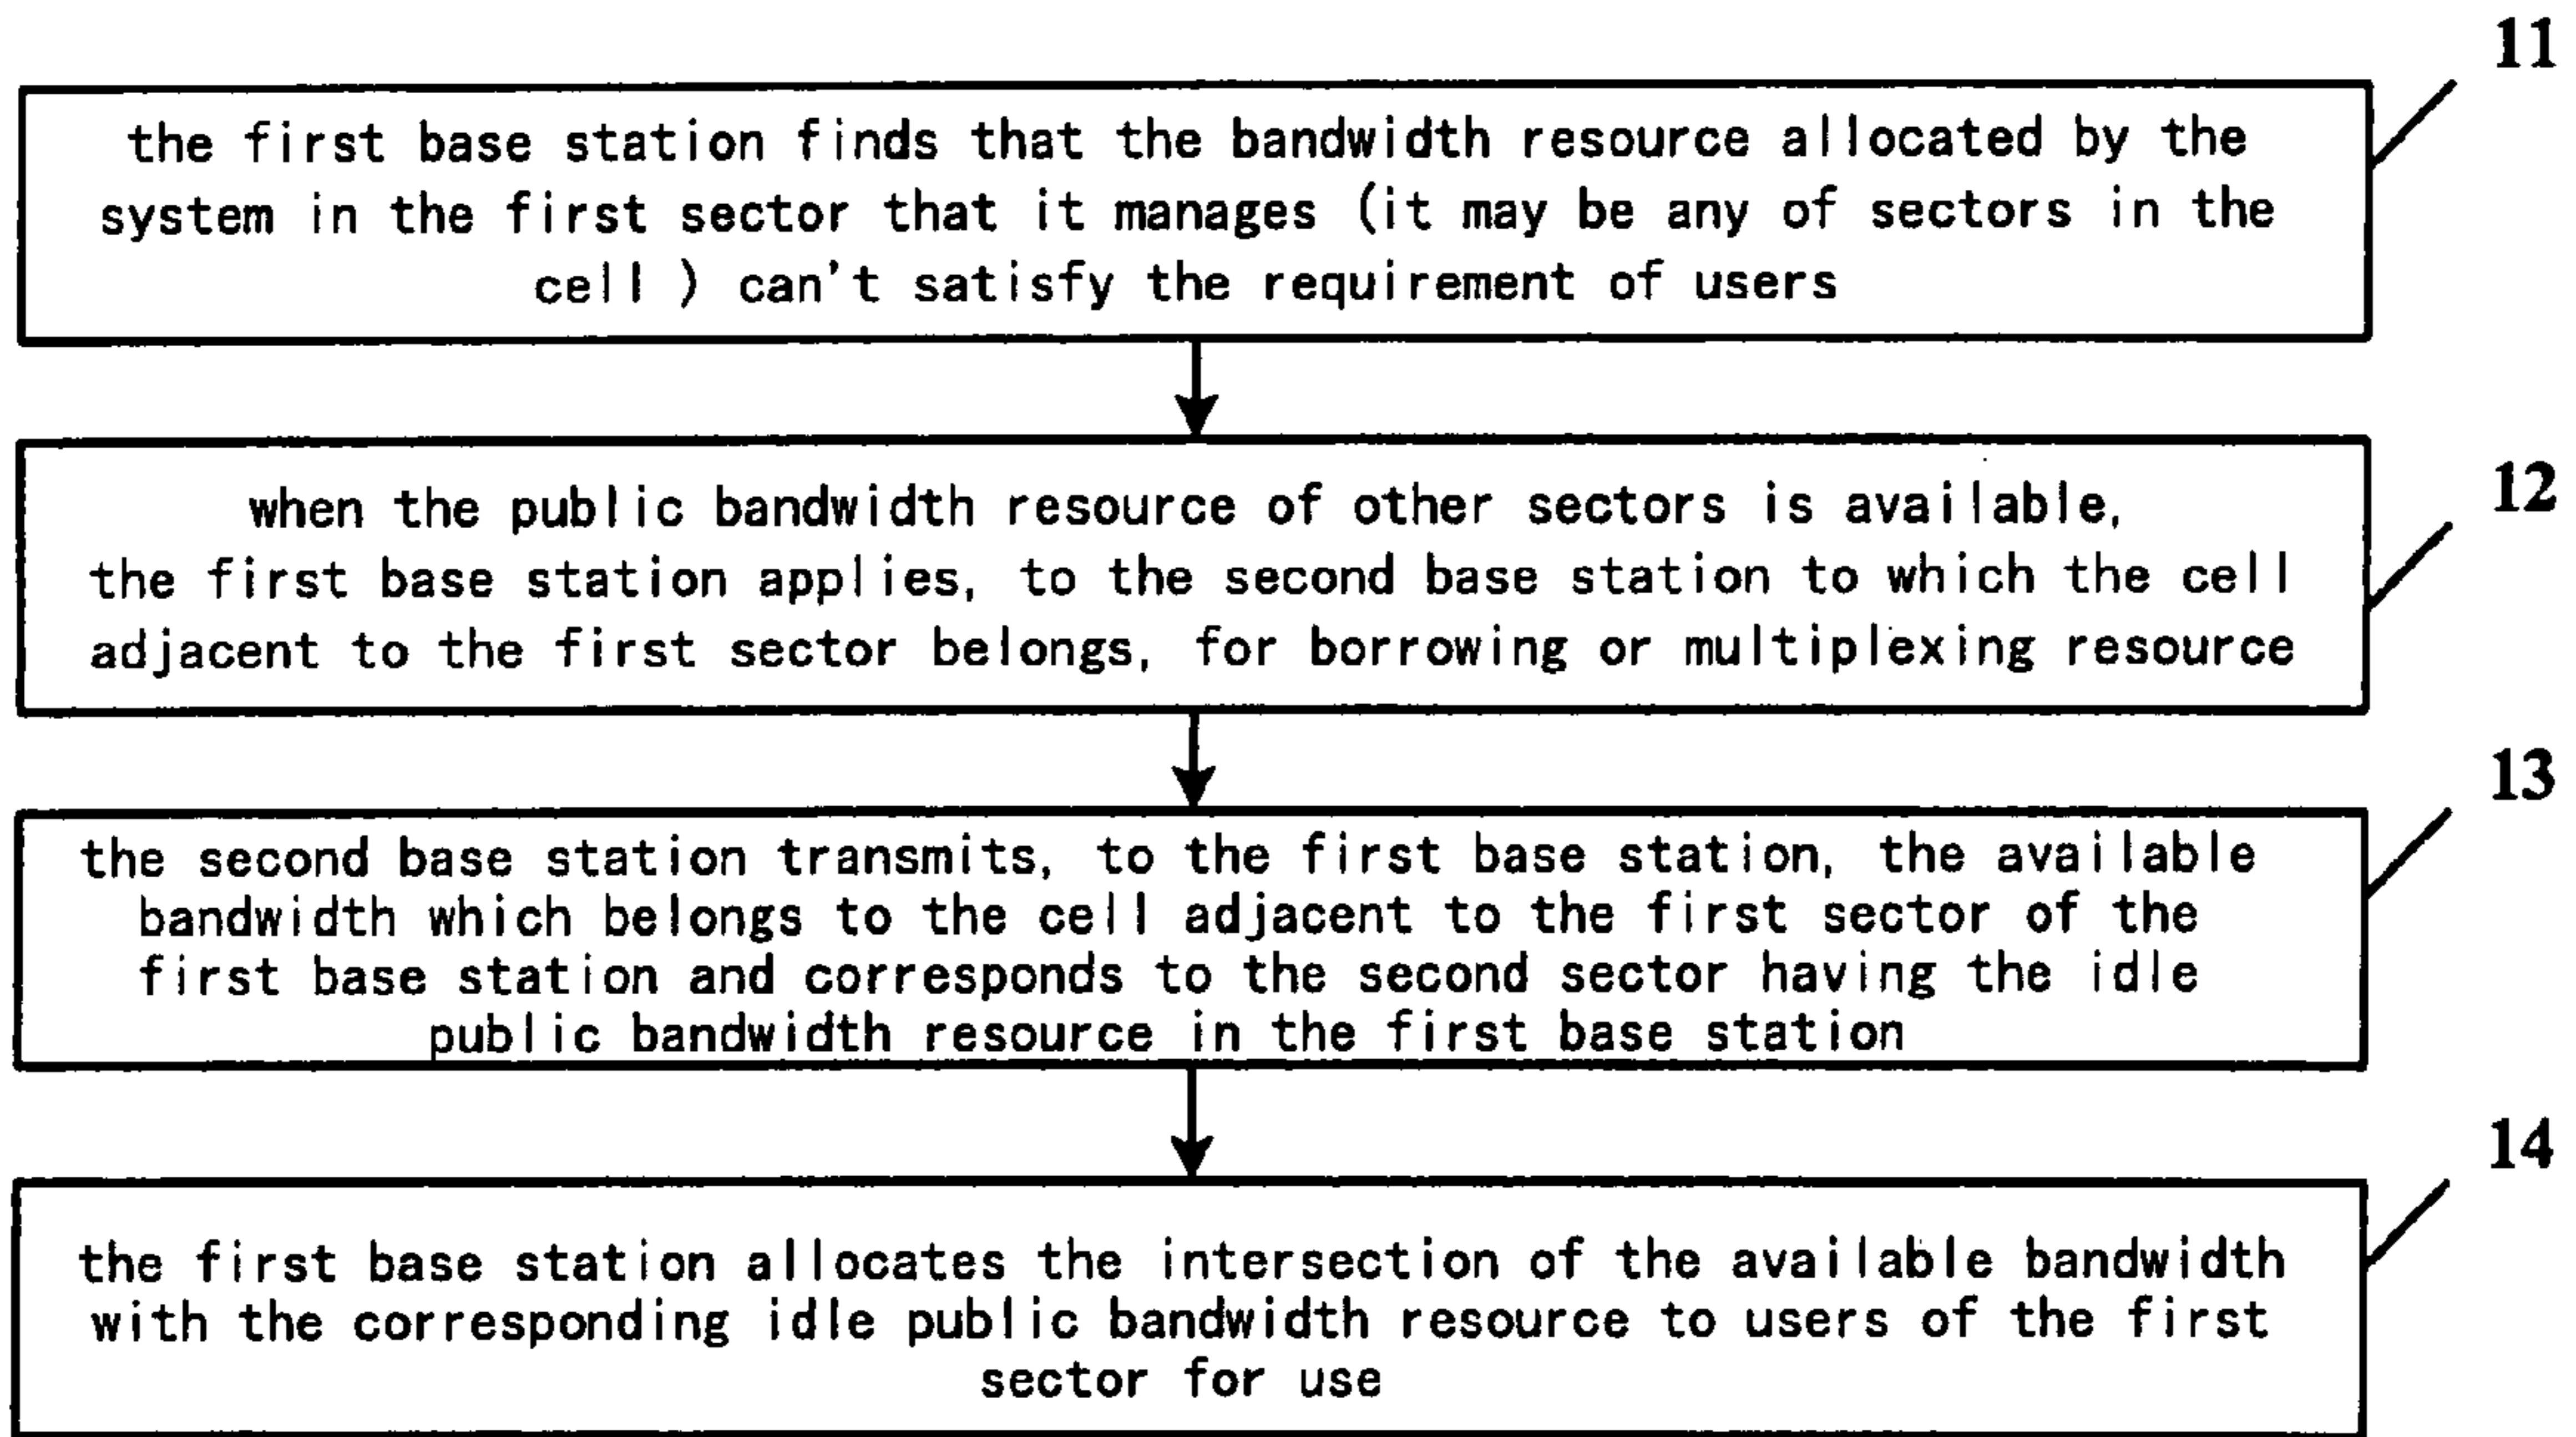 11
the first base station finds that the bandwidth resource allocated by the
system in the first sector that it manages (it may be any of sectors in the
cell ) can't satisfy the requirement of users
12
when the public bandwidth resource of other sectors is available,
the first base station applies, to the second base station to which the cell
adjacent to the first sector belongs, for borrowing or multiplexing resource
13
the second base station transmits, to the first base station, the available
bandwidth which belongs to the cell adjacent to the first sector of the
first base station and corresponds to the second sector having the idle
public bandwidth resource in the first base station
14
the first base station allocates the intersection of the available bandwidth
with the corresponding idle public bandwidth resource to users of the first
sector for use